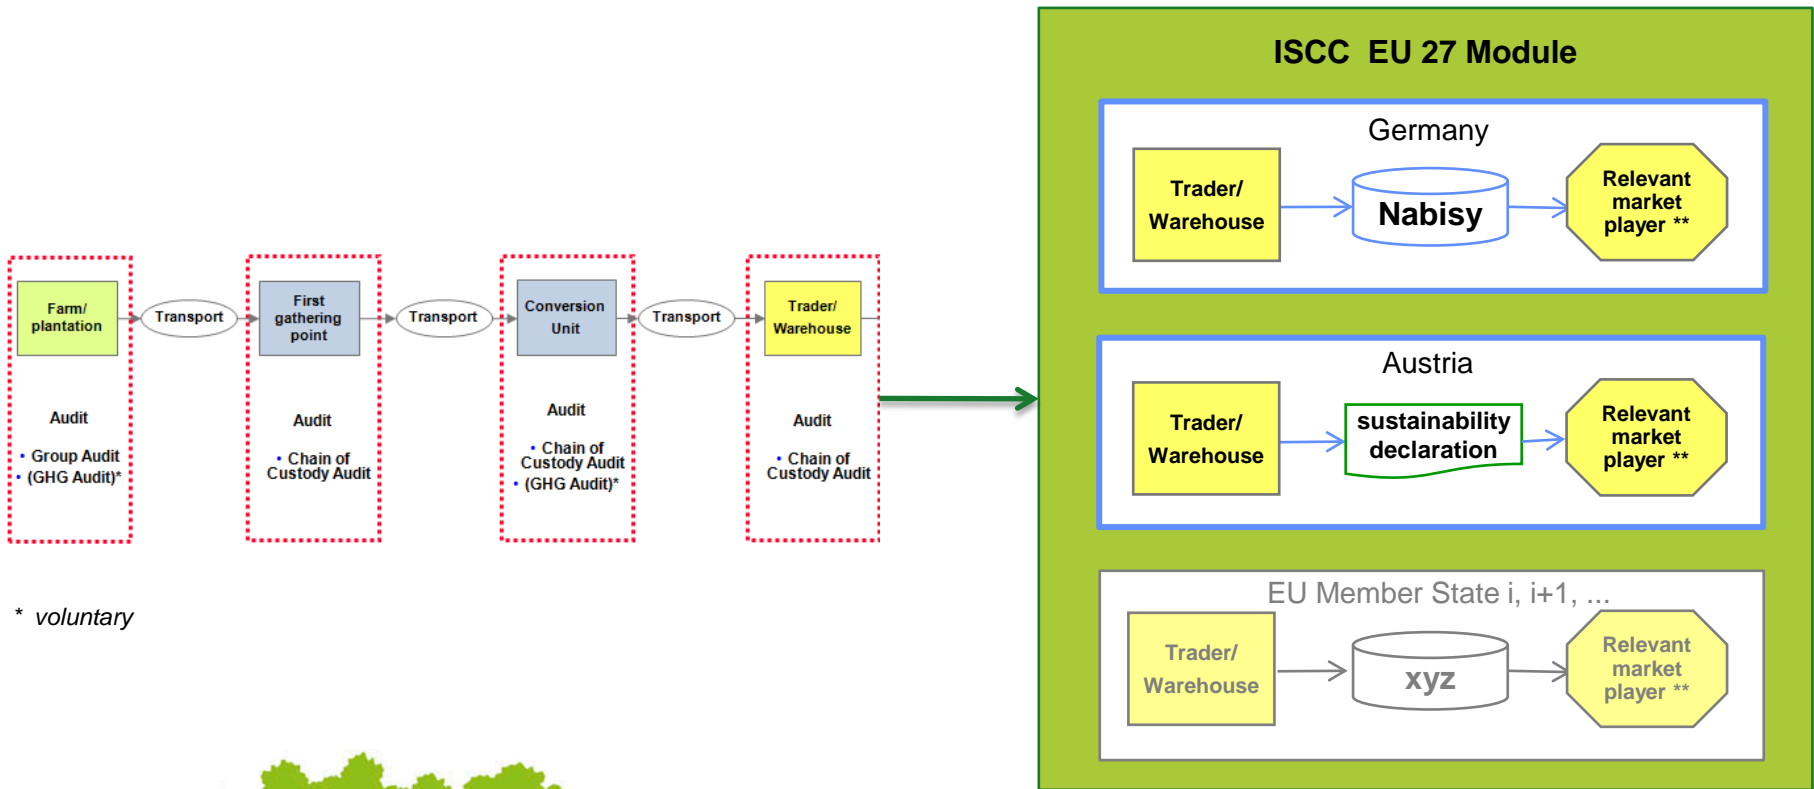 ISCC  EU 27 Module
Germany
Trader/
Warehouse
Nabisy
Relevant
market
player **
Austria
Trader/
Warehouse
sustainability
declaration
Relevant
market
player **
EU Member State i, i+1, ...
Trader/
Warehouse
xyz
Relevant
market
player **
Farm/
plantation
Transport
First
gathering
point
Transport
Conversion
Unit
Transport
Trader/
Warehouse
Audit
• Group Audit
• (GHG Audit)*
Audit
• Chain of
Custody Audit
Audit
• Chain of
Custody Audit
• (GHG Audit)*
Audit
• Chain of
Custody Audit
* voluntary